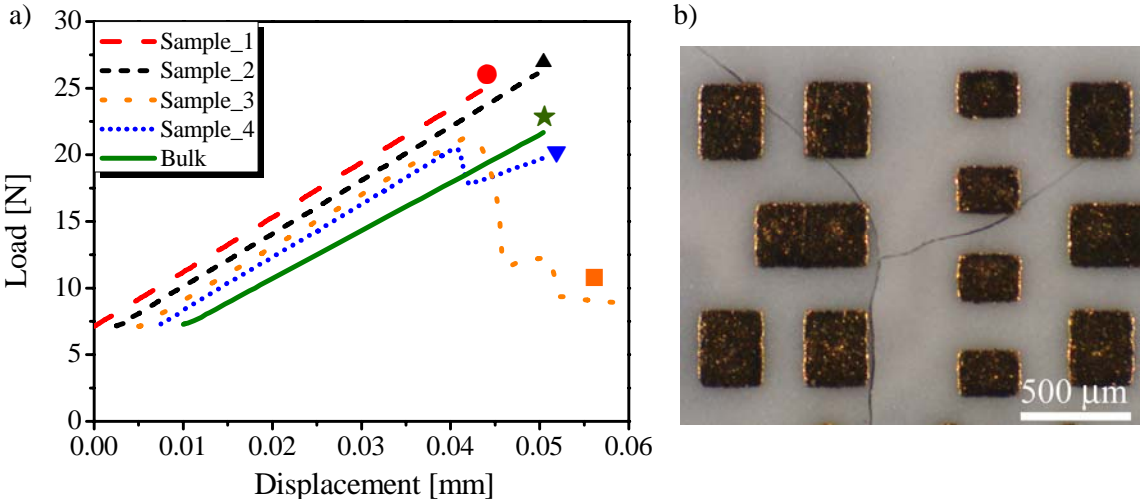 a)
30
25
20
15
10
5
0
Load [N]
Sample_1
Sample_2
Sample_3
Sample_4
Bulk
0.00 0.01 0.02 0.03 0.04 0.05 0.06
Displacement [mm]
b)
500 μm